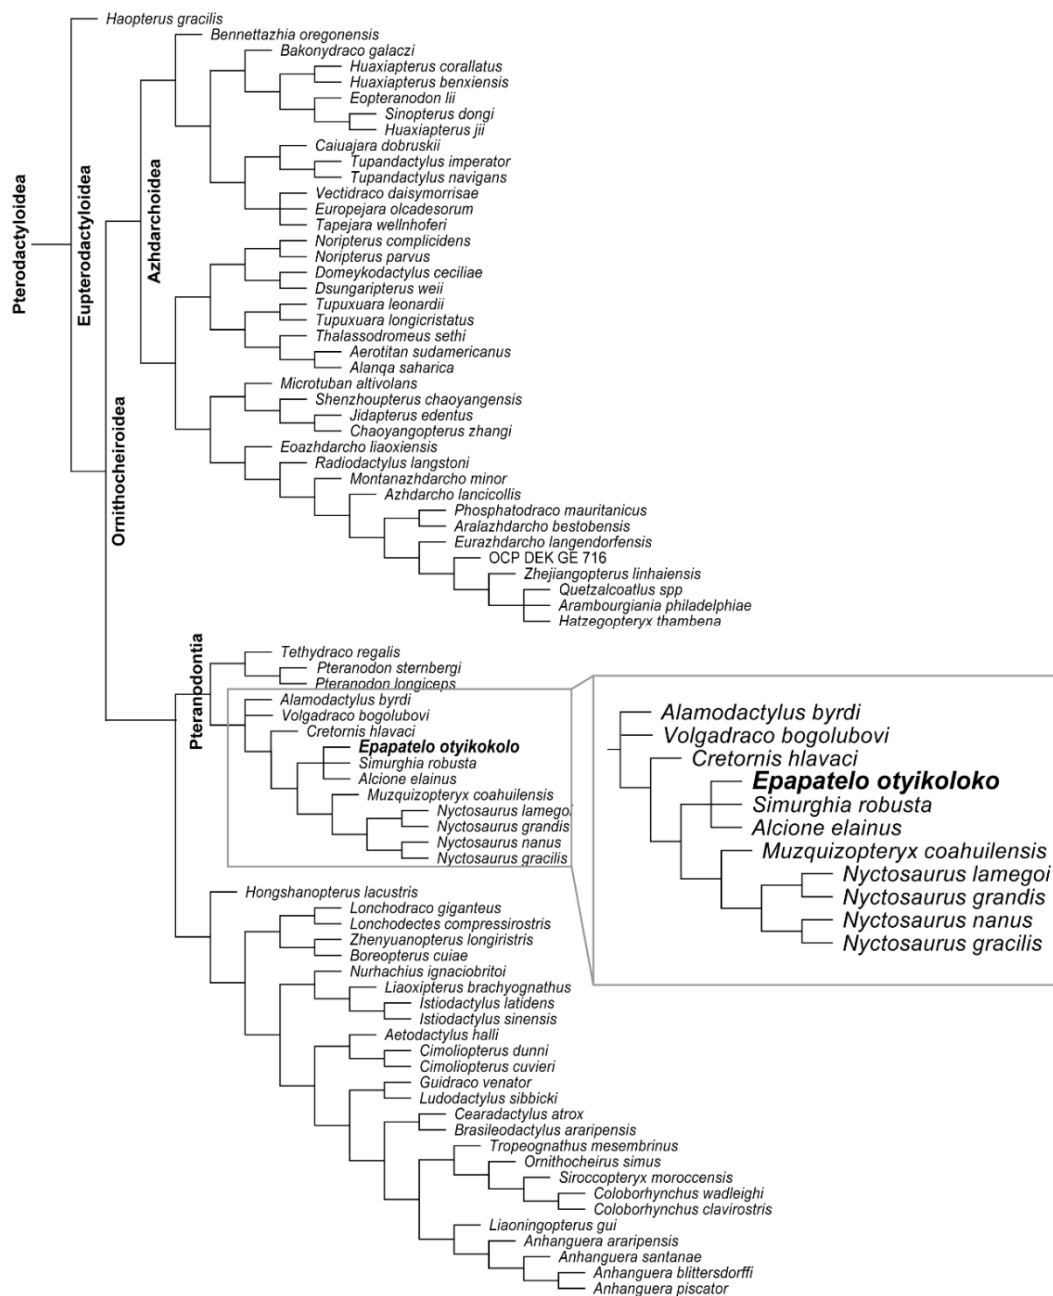 Haopterus gracilis
Bennettazhia oregonensis
Bakonydraco galaczi
Huaxiapterus corallatus
Huaxiapterus benxiensis
Eopteranodon lii
Sinopterus dongi
Huaxiapterus jii
Caiuajara dobruskii
Tupandactylus imperator
Tupandactylus navigans
Vectidraco daisymorrisae
Europejara olcadesorum
Tapejara wellnhoferi
Noripterus complicidens
Noripterus parvus
Domeykodactylus ceciliae
Dsungaripterus weii
Tupuxuara leonardii
Tupuxuara longicristatus
Thalassodromeus sethi
Aerotitan sudamericanus
Alanqa saharica
Microtuban altivolans
Shenzhoupterus chaoyangensis
Jidapterus edentus
Chaoyangopterus zhangi
Eoazhdarcho liaoxiensis
Radiodactylus langstoni
Montanazhdarcho minor
Azhdarcho lancicollis
Phosphatodraco mauritanicus
Aralazhdarcho bestobensis
Eurazhdarcho langendorfensis
OCP DEK GE 716
Zhejiangopterus linhaiensis
Quetzalcoatlus spp
Arambourgiania philadelphiae
Hatzegopteryx thambena
Pterodactyloidea
Eupterodactyloidea
Azhdarchoidea
Ornithocheiroidea
Pteranodontia
Tethydraco regalis
Pteranodon sternbergi
Pteranodon longiceps
Alamodactylus byrdi
Volgadraco bogolubovi
Cretornis hlavaci
Epapatelo otyikokolo
Simurghia robusta
Alcione elainus
Muzquizopteryx coahuilensis
Nyctosaurus lamegoi
Nyctosaurus grandis
Nyctosaurus nanus
Nyctosaurus gracilis
Alamodactylus byrdi
Volgadraco bogolubovi
Cretornis hlavaci
Epapatelo otyikoloko
Simurghia robusta
Alcione elainus
Muzquizopteryx coahuilensis
Nyctosaurus lamegoi
Nyctosaurus grandis
Nyctosaurus nanus
Nyctosaurus gracilis
Hongshanopterus lacustris
Lonchodraco giganteus
Lonchodectes compressirostris
Zhenyuanopterus longiristris
Boreopterus cuiae
Nurhachius ignaciobritoi
Liaoxipterus brachyognathus
Istiodactylus latidens
Istiodactylus sinensis
Aetodactylus halli
Cimoliopterus dunni
Cimoliopterus cuvieri
Guidraco venator
Ludodactylus sibbicki
Cearadactylus atrox
Brasileodactylus araripensis
Tropeognathus mesembrinus
Ornithocheirus simus
Siroccopteryx moroccensis
Coloborhynchus wadleighi
Coloborhynchus clavirostris
Liaoningopterus gui
Anhanguera araripensis
Anhanguera santanae
Anhanguera blittersdorffi
Anhanguera piscator